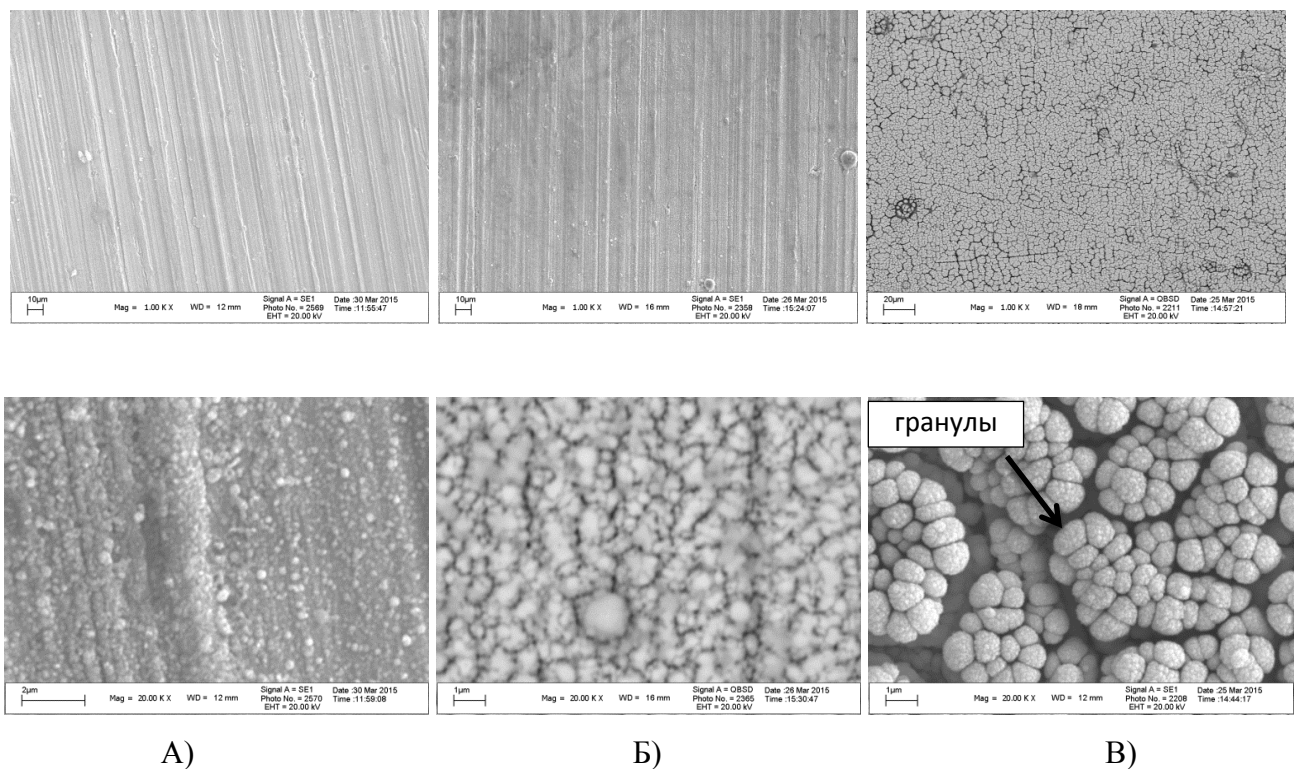 10µm
Mag = 1.00 K X WD = 12 mm
Signal A = SE1 Date :30 Mar 2015
Photo No. = 2569 Time :11:55:47
EHT = 20.00 kV
10µm
Mag = 1.00 K X WD = 16 mm
Signal A = SE1 Date :26 Mar 2015
Photo No. = 2358 Time :15:24:07
EHT = 20.00 kV
20µm
Mag = 1.00 K X WD = 18 mm
Signal A = QBSD Date :25 Mar 2015
Photo No. = 2211 Time :14:57:21
EHT = 20.00 kV
гранулы
2µm
Mag = 20.00 K X WD = 12 mm
Signal A = SE1 Date :30 Mar 2015
Photo No. = 2570 Time :11:59:08
EHT = 20.00 kV
1µm
Mag = 20.00 K X WD = 16 mm
Signal A = QBSD Date :26 Mar 2015
Photo No. = 2365 Time :15:30:47
EHT = 20.00 kV
1µm
Mag = 20.00 K X WD = 12 mm
Signal A = SE1 Date :25 Mar 2015
Photo No. = 2208 Time :14:44:17
EHT = 20.00 kV
А) Б) В)